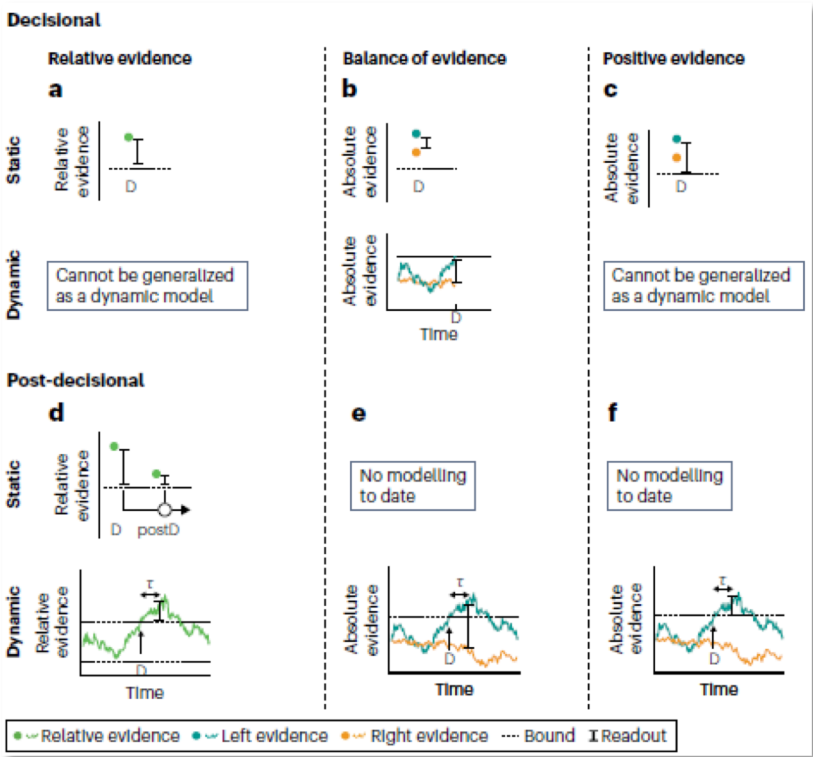 Decisional
Relative evidence
Balance of evidence
Positive evidence
a
b
c
Static
Relative
evidence
D
Absolute
evidence
D
Absolute
evidence
D
Dynamic
Cannot be generalized
as a dynamic model
Absolute
evidence
D
Time
Cannot be generalized
as a dynamic model
Post-decisional
d
e
f
Static
Relative
evidence
D postD
No modelling
to date
No modelling
to date
Dynamic
Relative
evidence
τ
D
Time
Absolute
evidence
τ
D
Time
Absolute
evidence
τ
D
Time
Relative evidence Left evidence Right evidence Bound Readout